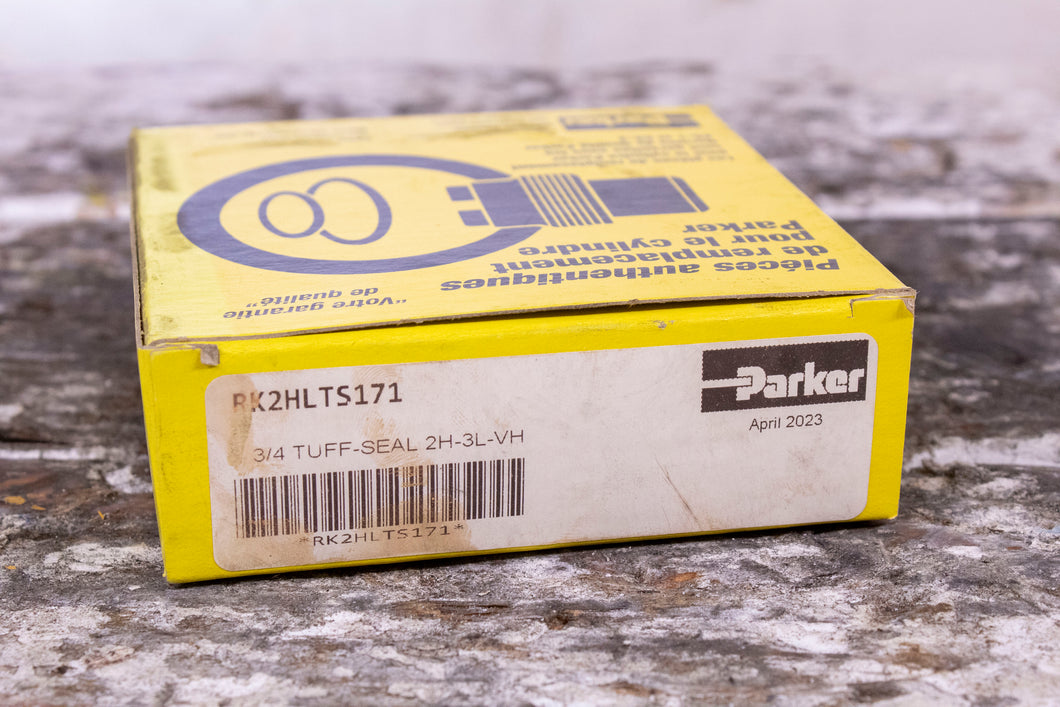 "Votre garantie
de qualité"
Piéces authentiques
de remplacement
pour le cylindre
Parker
RK2HLTS171
Parker
April 2023
3/4 TUFF-SEAL 2H-3L-VH
*RK2HLTS171*